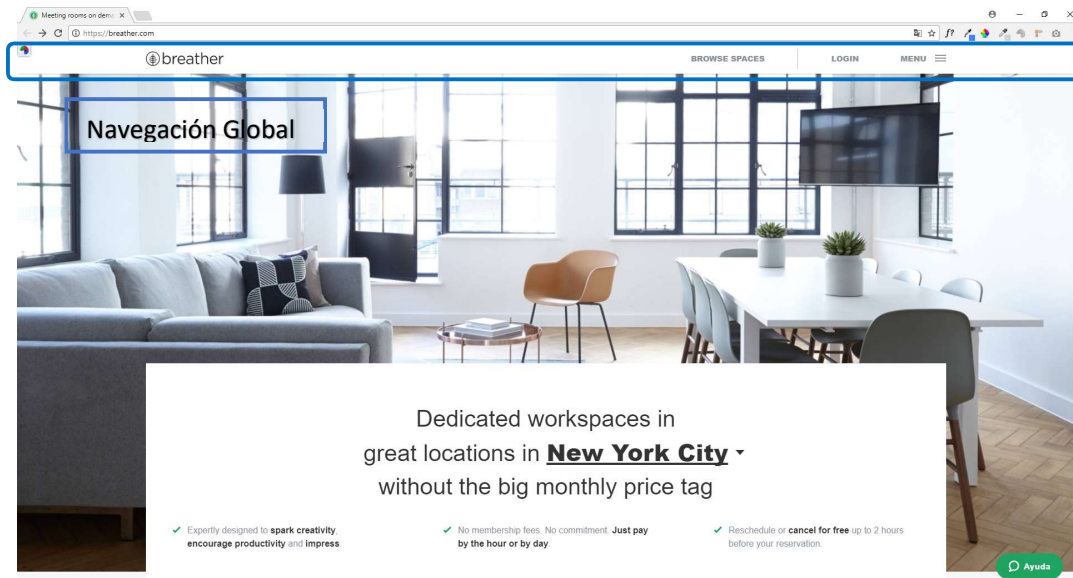 Meeting rooms on dema
https://breather.com
breather
BROWSE SPACES
LOGIN
MENU
Navegación Global
Dedicated workspaces in
great locations in New York City
without the big monthly price tag
Expertly designed to spark creativity,
encourage productivity and impress.
No membership fees. No commitment. Just pay
by the hour or by day.
Reschedule or cancel for free up to 2 hours
before your reservation.
Ayuda